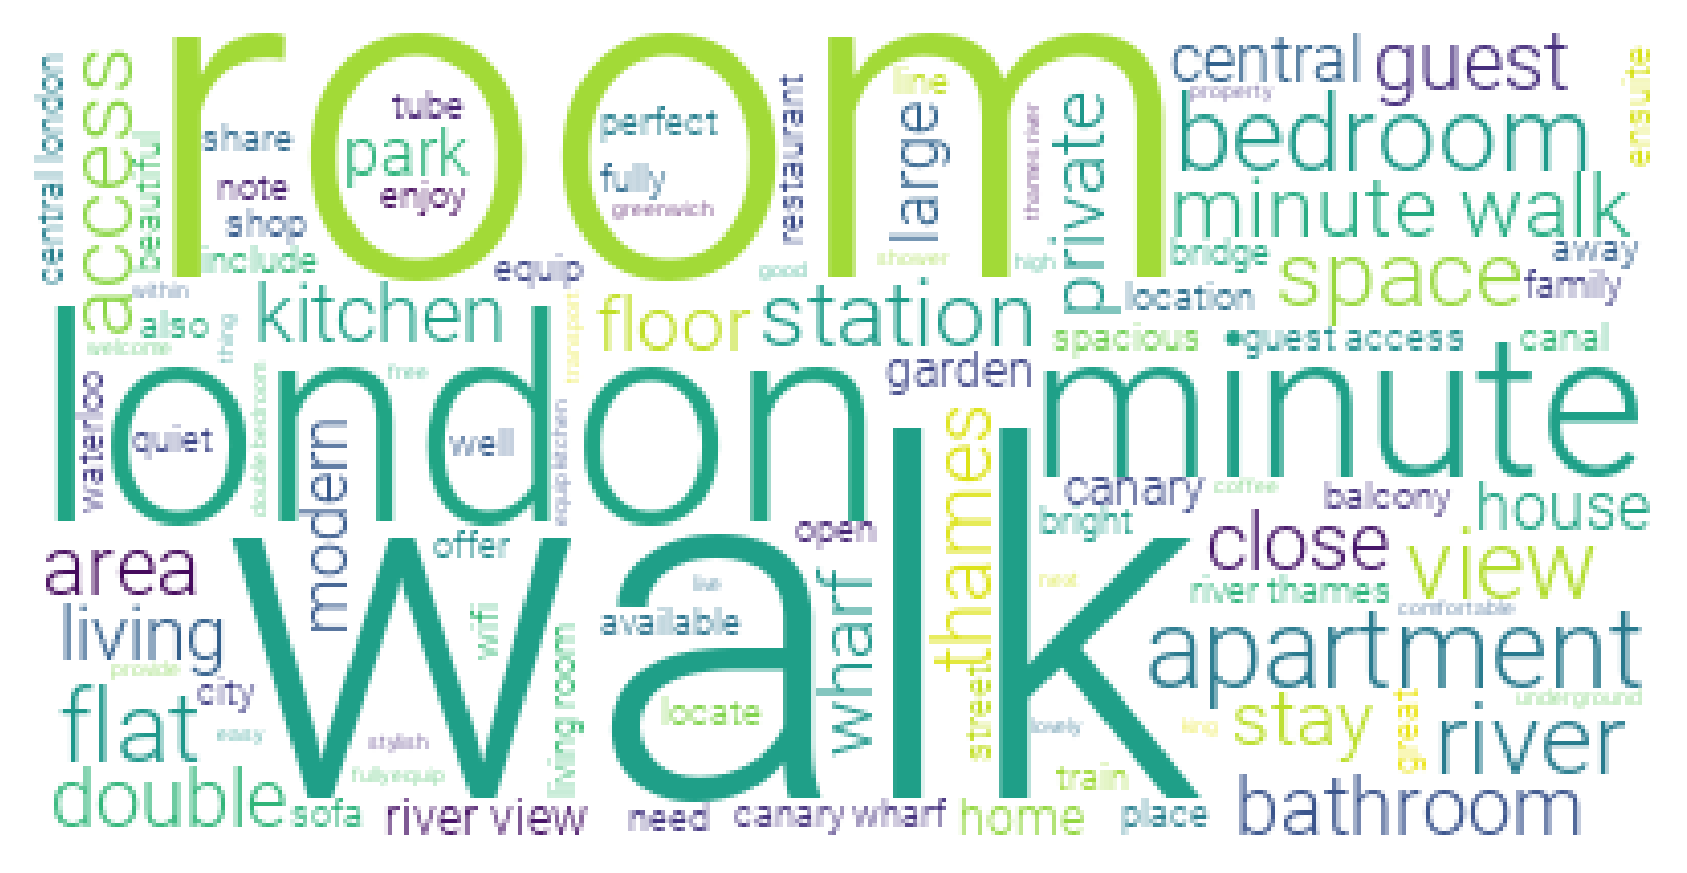 room
london
walk
minute
access
central london
beautiful
share
note
shop
include
tube
park
enjoy
equip
perfect
fully
greenwich
restaurant
good
line
large
shower
thames river
high
private
central
guest
property
bedroom
ensuite
minute walk
bridge
away
space
family
location
within
also
welcome
thing
kitchen
free
transport
floor
station
garden
spacious
•guest access
canal
waterloo
quiet
double bedroom
modern
well
equip kitchen
thames
canary
coffee
balcony
house
open
bright
area
offer
close
view
like
next
river thames
comfortable
living
provide
wifi
living room
available
wharf
street
apartment
flat
city
easy
stylish
fully equip
locate
lovely
king
stay
great
underground
river
double
sofa
river view
need
canary wharf
home
train
place
bathroom